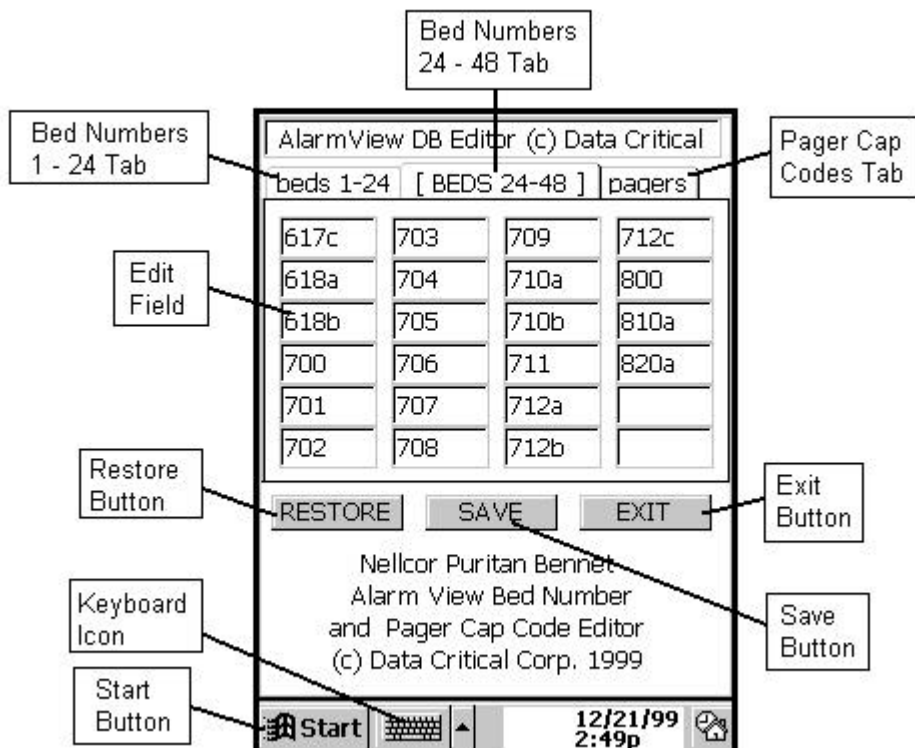 Bed Numbers
24 - 48 Tab
Bed Numbers
1 - 24 Tab
Pager Cap
Codes Tab
AlarmView DB Editor (c) Data Critical
beds 1-24 [ BEDS 24-48 ] pagers
617c 703 709 712c
618a 704 710a 800
618b 705 710b 810a
700 706 711 820a
701 707 712a
702 708 712b
Edit
Field
Restore
Button
RESTORE SAVE EXIT
Exit
Button
Nellcor Puritan Bennet
Alarm View Bed Number
and Pager Cap Code Editor
(c) Data Critical Corp. 1999
Keyboard
Icon
Save
Button
Start
Button
Start
12/21/99
2:49p